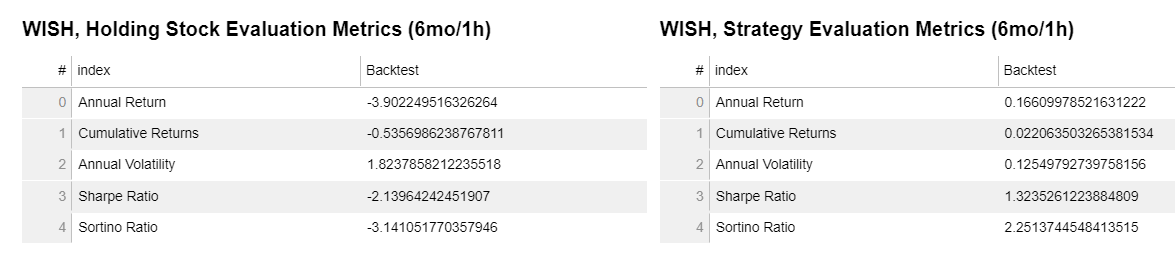 WISH, Holding Stock Evaluation Metrics (6mo/1h)
# index Backtest
0 Annual Return -3.902249516326264
1 Cumulative Returns -0.5356986238767811
2 Annual Volatility 1.8237858212235518
3 Sharpe Ratio -2.13964242451907
4 Sortino Ratio -3.141051770357946
WISH, Strategy Evaluation Metrics (6mo/1h)
# index Backtest
0 Annual Return 0.16609978521631222
1 Cumulative Returns 0.022063503265381534
2 Annual Volatility 0.12549792739758156
3 Sharpe Ratio 1.3235261223884809
4 Sortino Ratio 2.2513744548413515